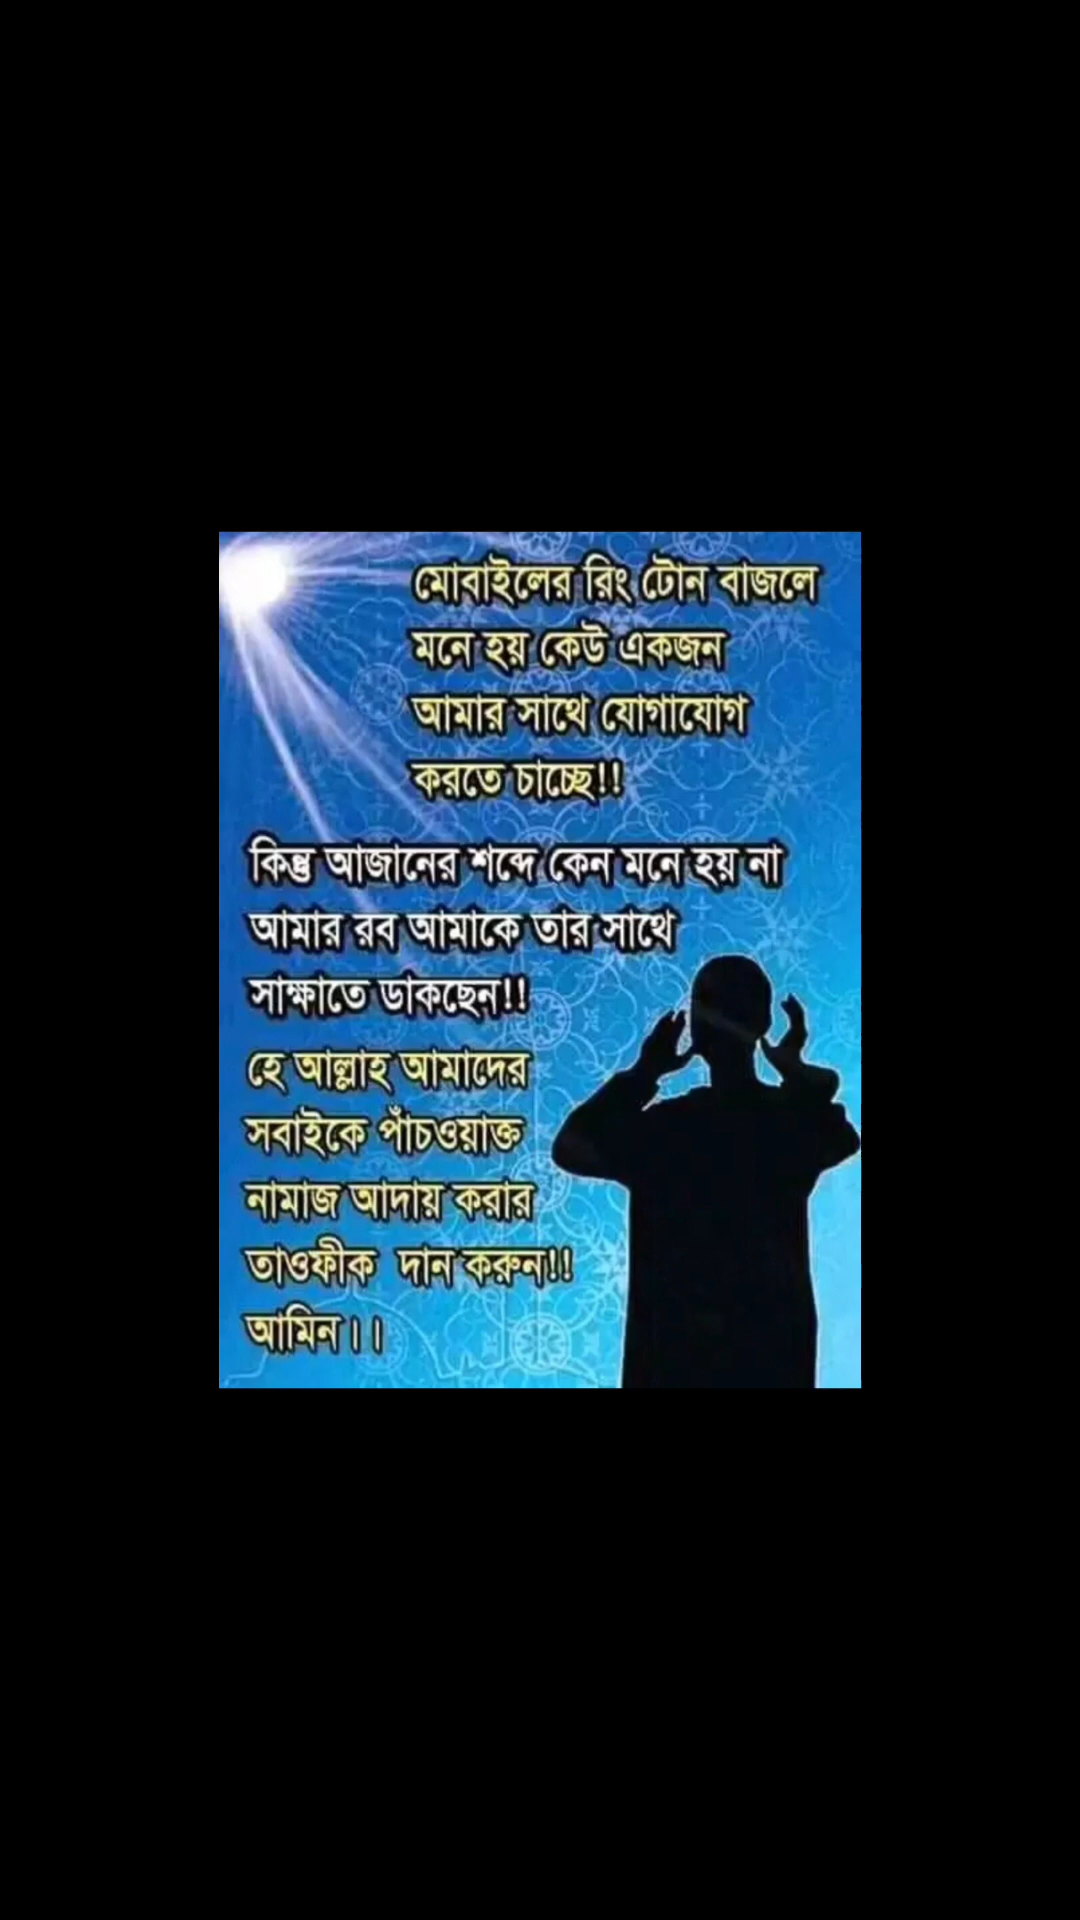 মোবাইলের রিং টোন বাজলে
মনে হয় কেউ একজন
আমার সাথে যোগাযোগ
করতে চাচ্ছে!!
কিন্তু আজানের শব্দে কেন মনে হয় না
আমার রব আমাকে তার সাথে
সাক্ষাতে ডাকছেন!!
হে আল্লাহ আমাদের
সবাইকে পাঁচওয়াক্ত
নামাজ আদায় করার
তাওফীক দান করুন!!
আমিন।।